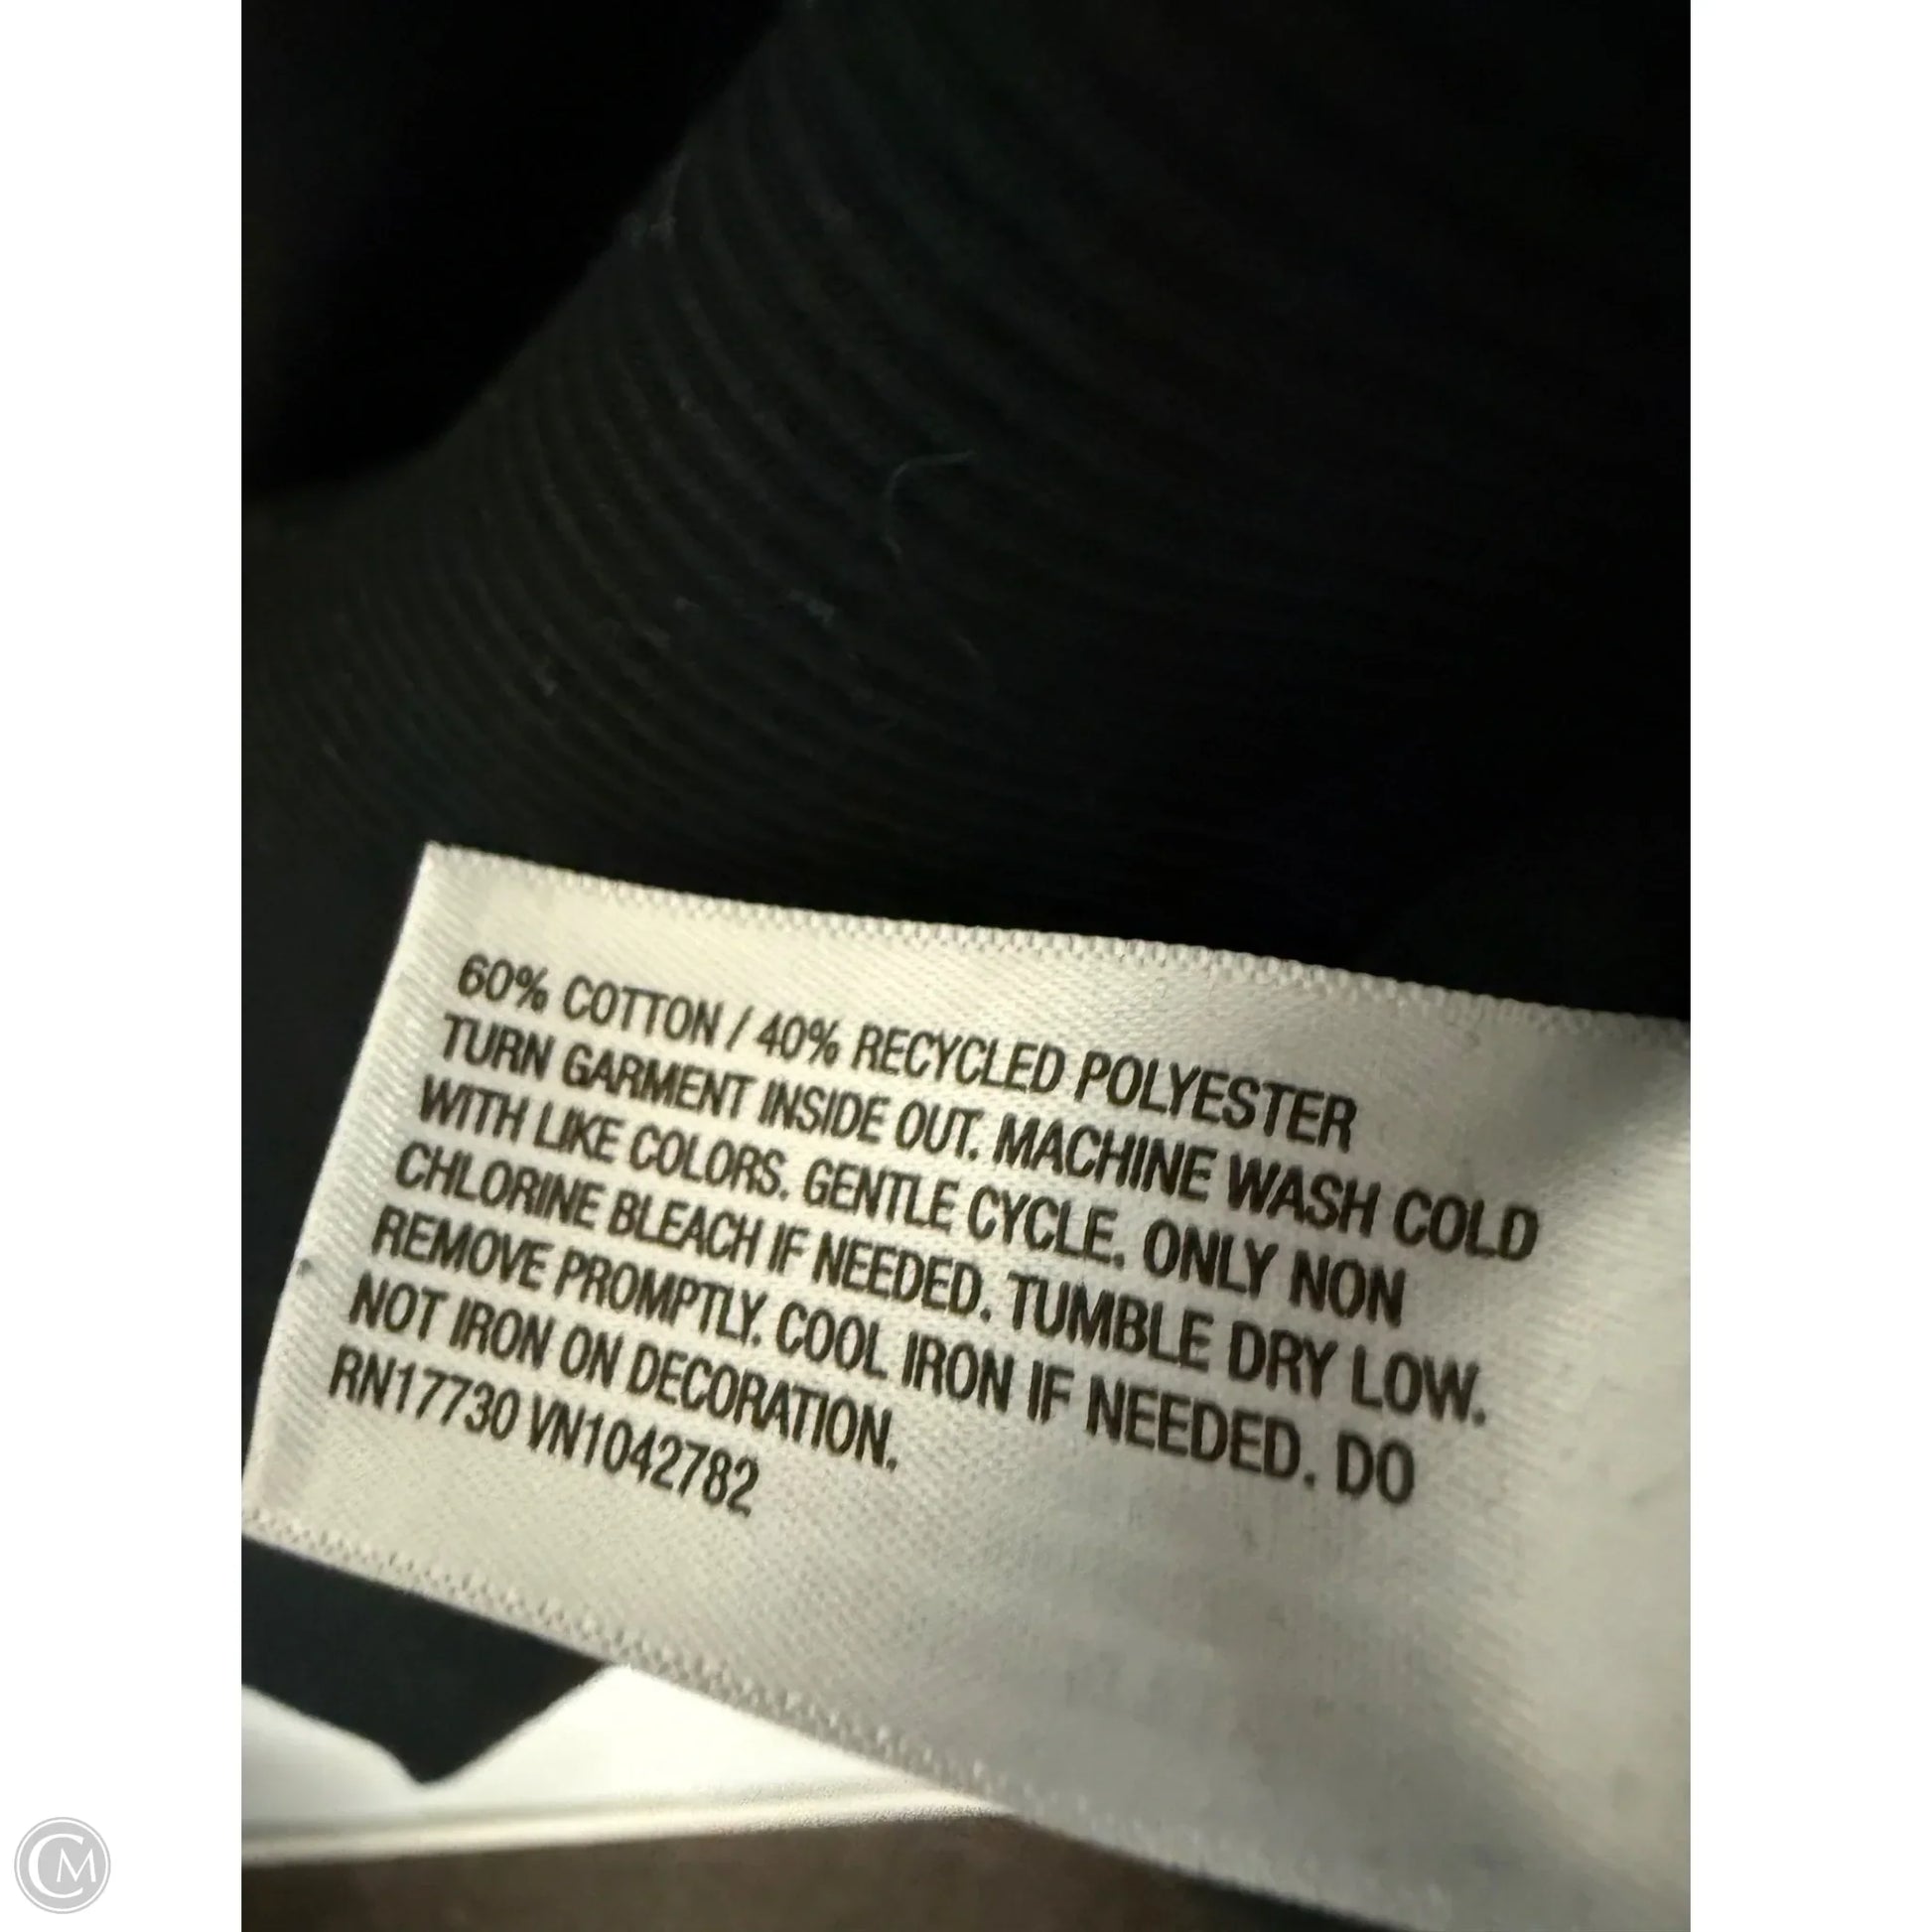 60% COTTON / 40% RECYCLED POLYESTER
TURN GARMENT INSIDE OUT. MACHINE WASH COLD
WITH LIKE COLORS. GENTLE CYCLE. ONLY NON
CHLORINE BLEACH IF NEEDED. TUMBLE DRY LOW.
REMOVE PROMPTLY. COOL IRON IF NEEDED. DO
NOT IRON ON DECORATION.
RN17730 VN1042782
CM